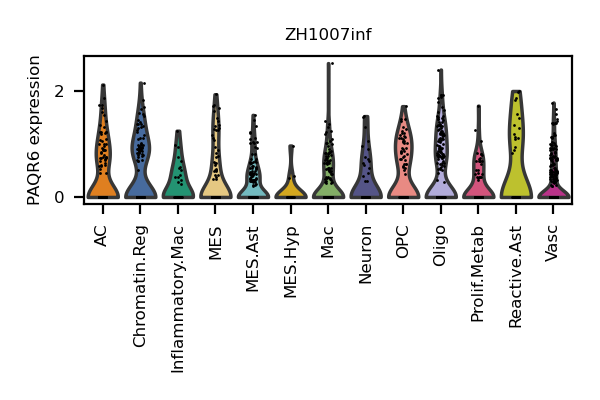 ZH1007inf
PAQR6 expression
2
0
AC
Chromatin.Reg
Inflammatory.Mac
MES
MES.Ast
MES.Hyp
Mac
Neuron
OPC
Oligo
Prolif.Metab
Reactive.Ast
Vasc